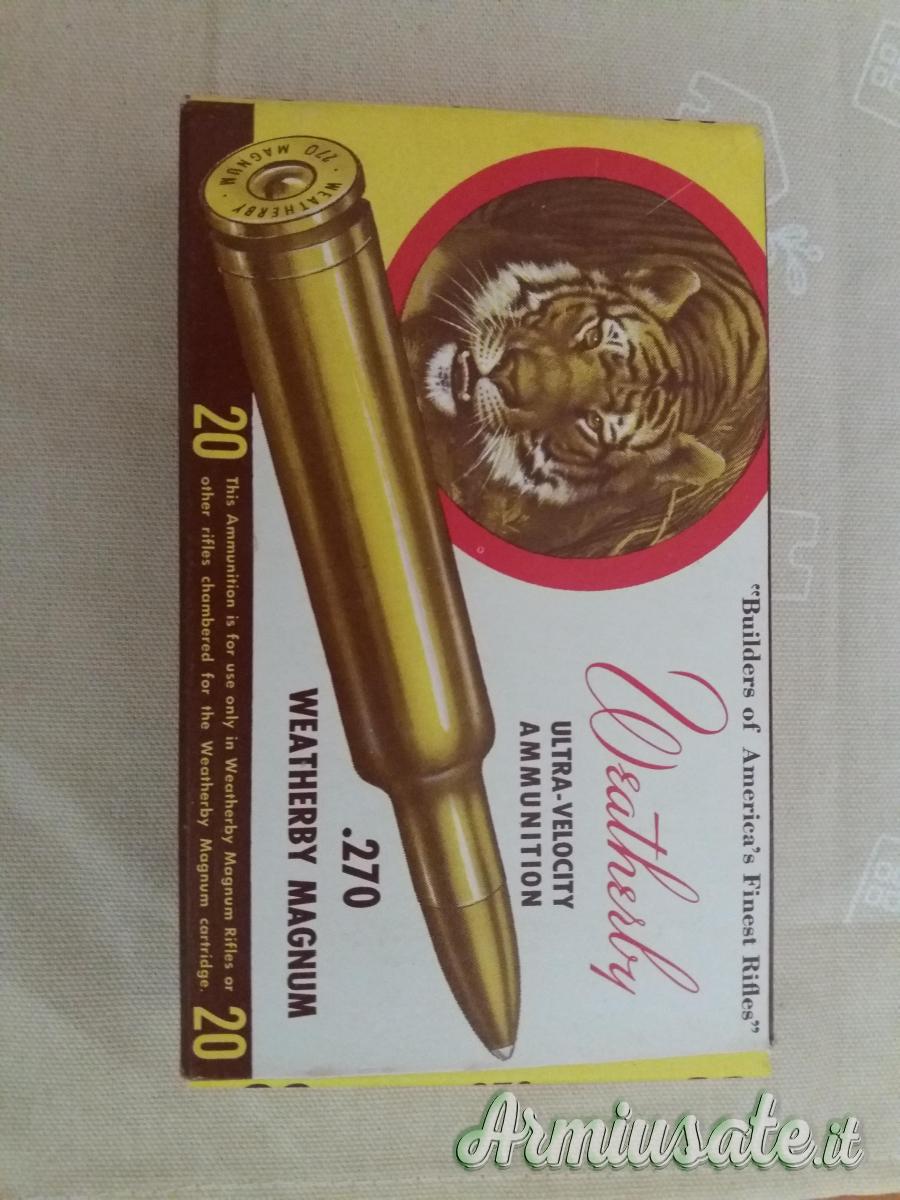 "Builders of America's Finest Rifles"
Weatherby
ULTRA-VELOCITY
AMMUNITION
.270
WEATHERBY MAGNUM
270 MAGNUM · WEATHERBY ·
20 This Ammunition is for use only in Weatherby Magnum Rifles or
other rifles chambered for the Weatherby Magnum cartridge. 20
Armiusate.it